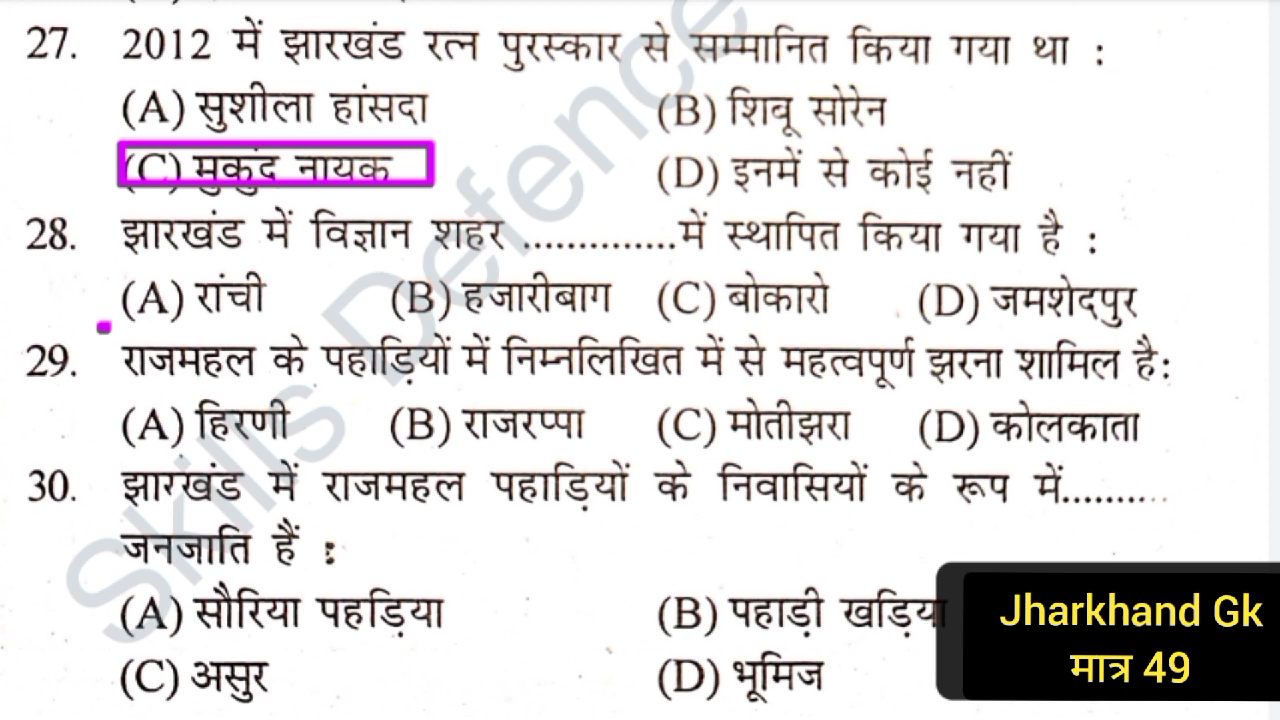 27. 2012 में झारखंड रत्न पुरस्कार से सम्मानित किया गया था :
(A) सुशीला हांसदा (B) शिबू सोरेन
(C) मुकुंद नायक (D) इनमें से कोई नहीं
28. झारखंड में विज्ञान शहर ..............में स्थापित किया गया है :
(A) रांची (B) हजारीबाग (C) बोकारो (D) जमशेदपुर
29. राजमहल के पहाड़ियों में निम्नलिखित में से महत्वपूर्ण झरना शामिल है:
(A) हिरणी (B) राजरप्पा (C) मोतीझरा (D) कोलकाता
30. झारखंड में राजमहल पहाड़ियों के निवासियों के रूप में..........
जनजाति हैं :
(A) सौरिया पहड़िया (B) पहाड़ी खड़िया
(C) असुर (D) भूमिज
Skills Defence
Jharkhand Gk
मात्र 49